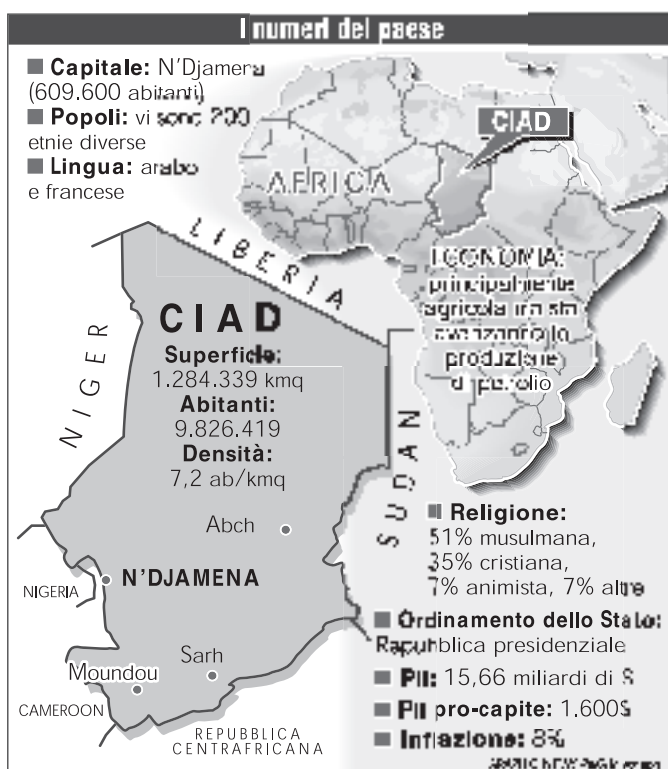 I numeri del paese
Capitale: N'Djamena
(609.600 abitanti)
Popoli: vi sono 200
etnie diverse
Lingua: arabo
e francese
CIAD
AFRICA
ECONOMIA:
principalmente
agricola ma sta
avanzando la
produzione
di petrolio
LIBERIA
NIGER
CIAD
Superficie:
1.284.339 kmq
Abitanti:
9.826.419
Densità:
7,2 ab/kmq
SUDAN
Abch
N'DJAMENA
NIGERIA
Moundou
Sarh
CAMEROON
REPUBBLICA
CENTRAFRICANA
Religione:
51% musulmana,
35% cristiana,
7% animista, 7% altre
Ordinamento dello Stato:
Repubblica presidenziale
Pil: 15,66 miliardi di $
Pil pro-capite: 1.600$
Inflazione: 8%